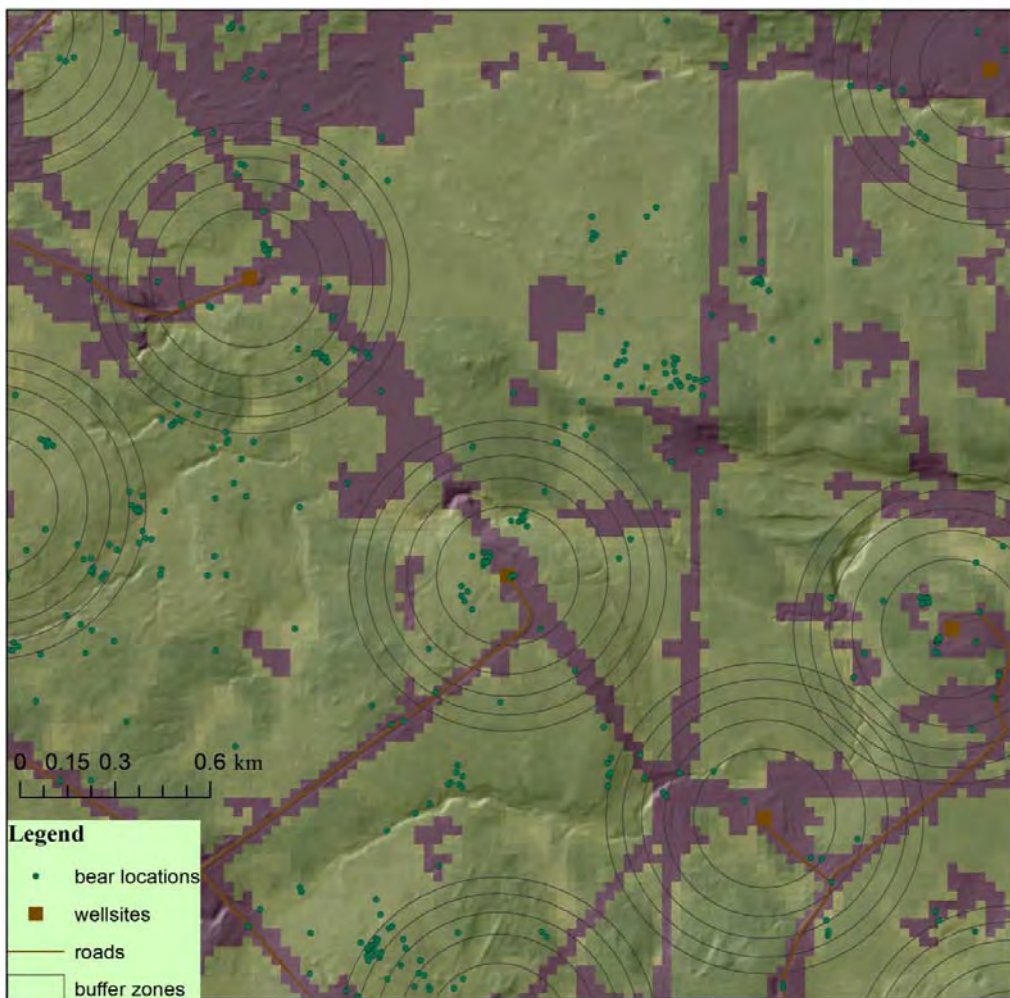 0 0.15 0.3 0.6 km
Legend
bear locations
wellsites
roads
buffer zones